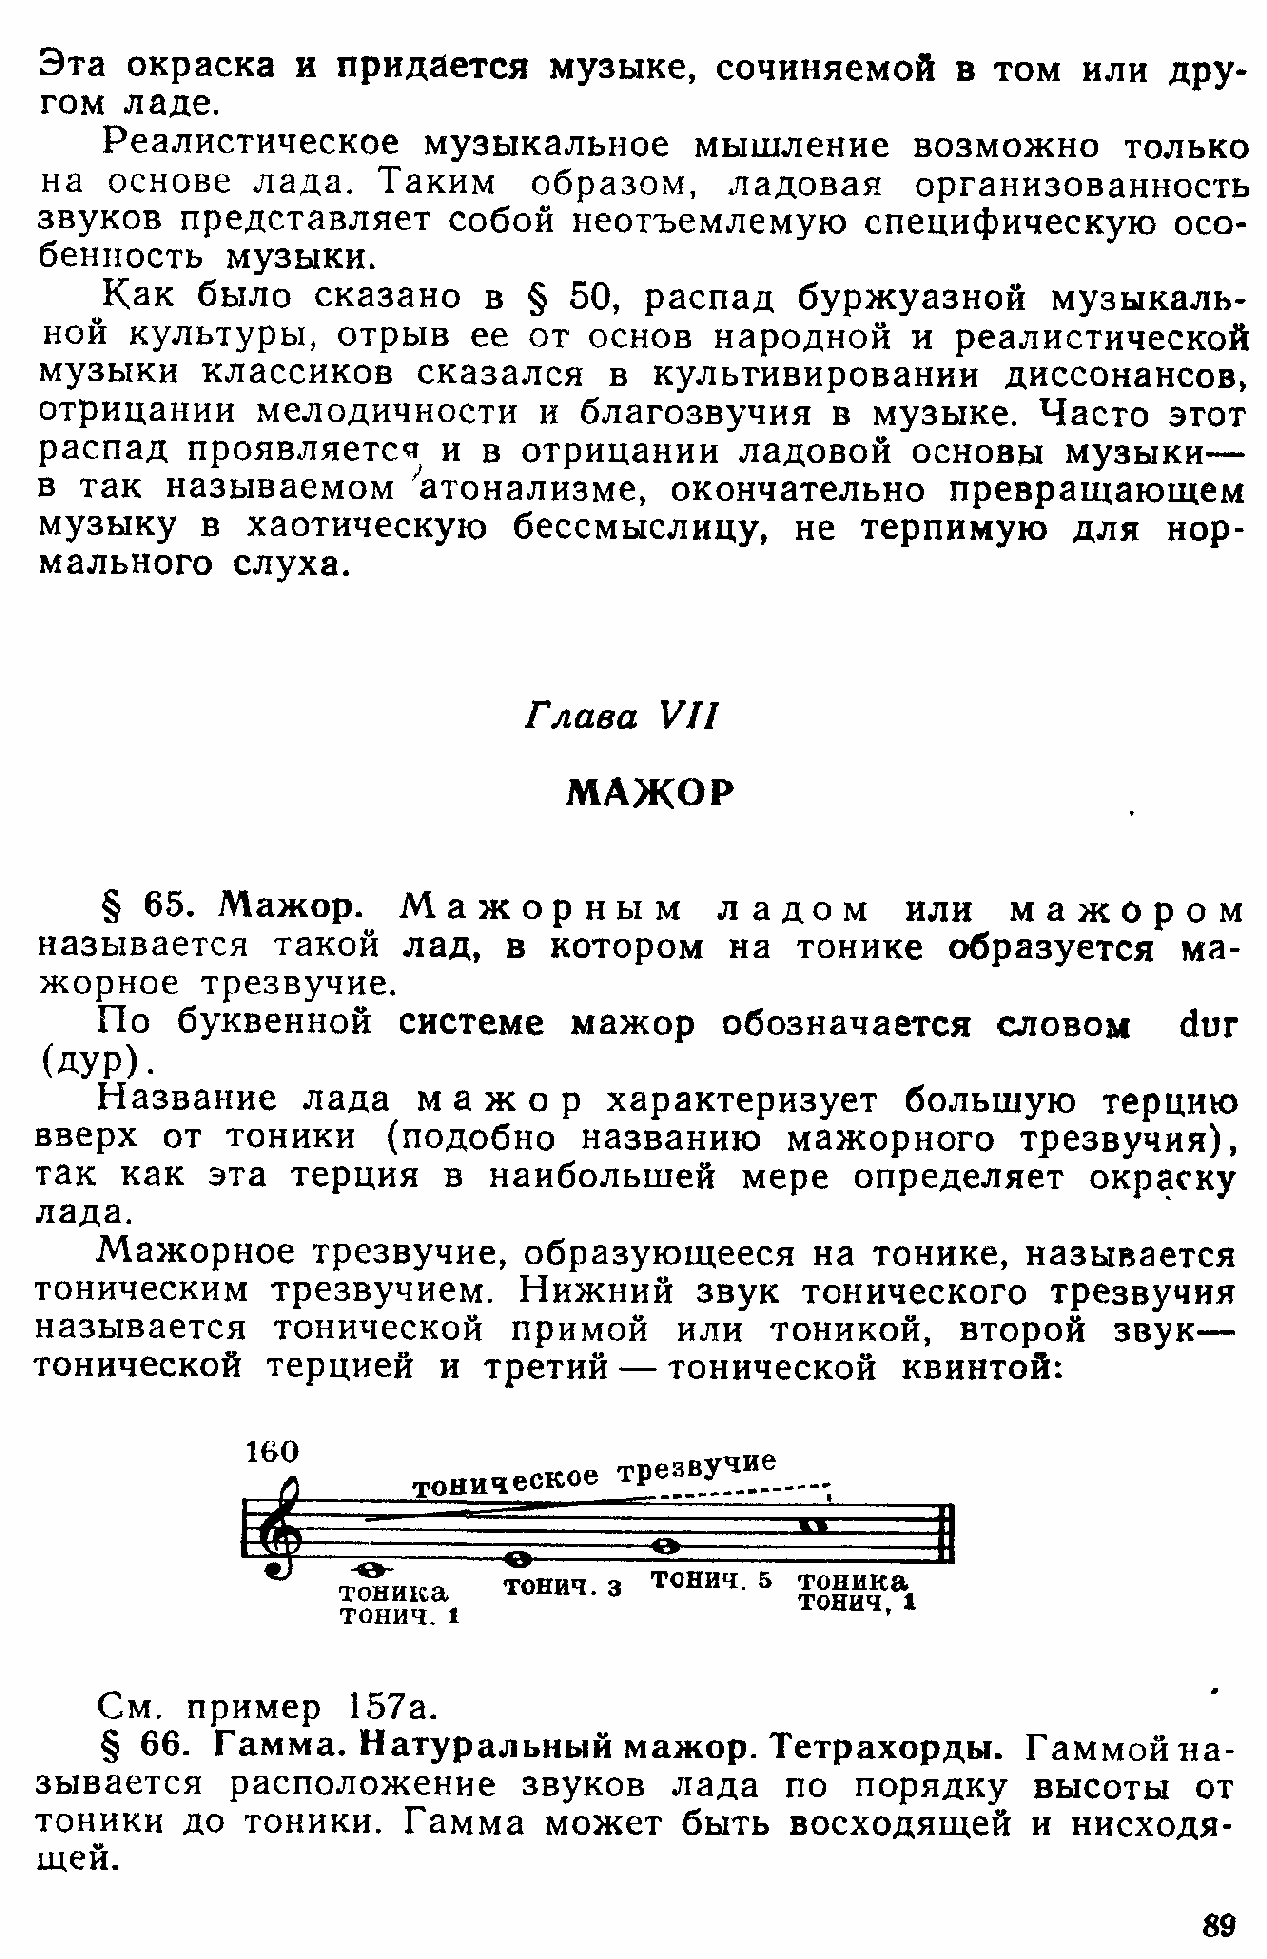 Эта окраска и придается музыке, сочиняемой в том или дру-
гом ладе.
Реалистическое музыкальное мышление возможно только
на основе лада. Таким образом, ладовая организованность
звуков представляет собой неотъемлемую специфическую осо-
бенность музыки.
Как было сказано в § 50, распад буржуазной музыкаль-
ной культуры, отрыв ее от основ народной и реалистической
музыки классиков сказался в культивировании диссонансов,
отрицании мелодичности и благозвучия в музыке. Часто этот
распад проявляется и в отрицании ладовой основы музыки—
в так называемом атонализме, окончательно превращающем
музыку в хаотическую бессмыслицу, не терпимую для нор-
мального слуха.
Глава VII
МАЖОР
§ 65. Мажор. Мажорным ладом или мажором
называется такой лад, в котором на тонике образуется ма-
жорное трезвучие.
По буквенной системе мажор обозначается словом dur
(дур).
Название лада мажор характеризует большую терцию
вверх от тоники (подобно названию мажорного трезвучия),
так как эта терция в наибольшей мере определяет окраску
лада.
Мажорное трезвучие, образующееся на тонике, называется
тоническим трезвучием. Нижний звук тонического трезвучия
называется тонической примой или тоникой, второй звук—
тонической терцией и третий — тонической квинтой:
160
тоническое трезвучие
тоника тонич. 3 тонич. 5 тоника
тонич. 1 тонич, 1
См. пример 157а.
§ 66. Гамма. Натуральный мажор. Тетрахорды. Гаммой на-
зывается расположение звуков лада по порядку высоты от
тоники до тоники. Гамма может быть восходящей и нисходя-
щей.
89